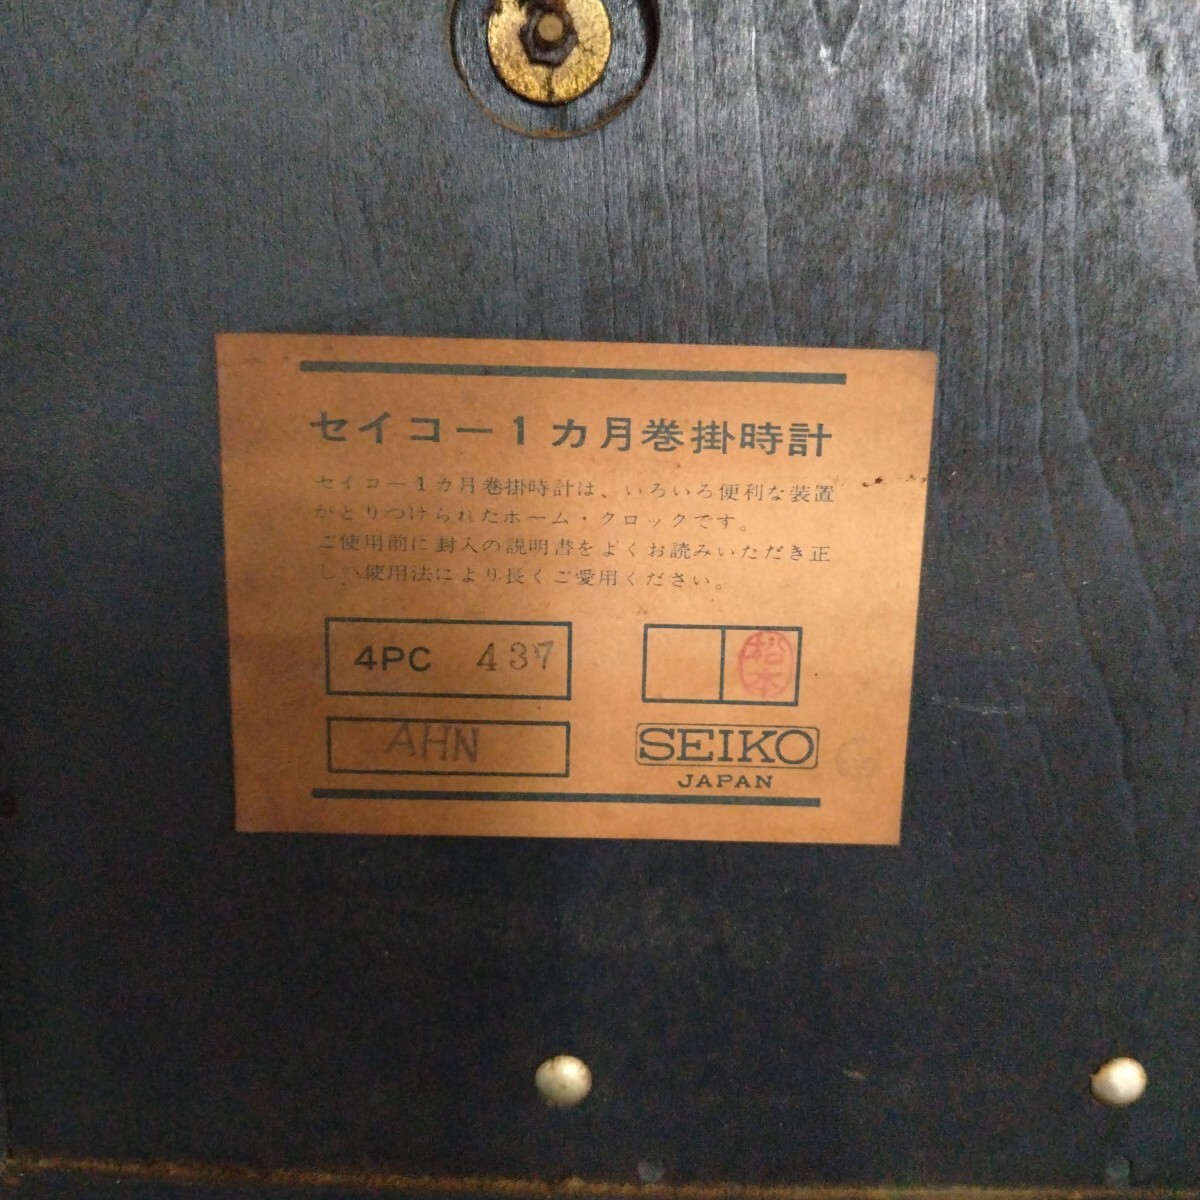 セイコー1カ月巻掛時計
セイコー1カ月巻掛時計は、いろいろ便利な装置
がとりつけられたホーム・クロックです。
ご使用前に封入の説明書をよくお読みいただき正
しい使用法により長くご愛用ください。
4PC 437
松本
AHN
SEIKO
JAPAN